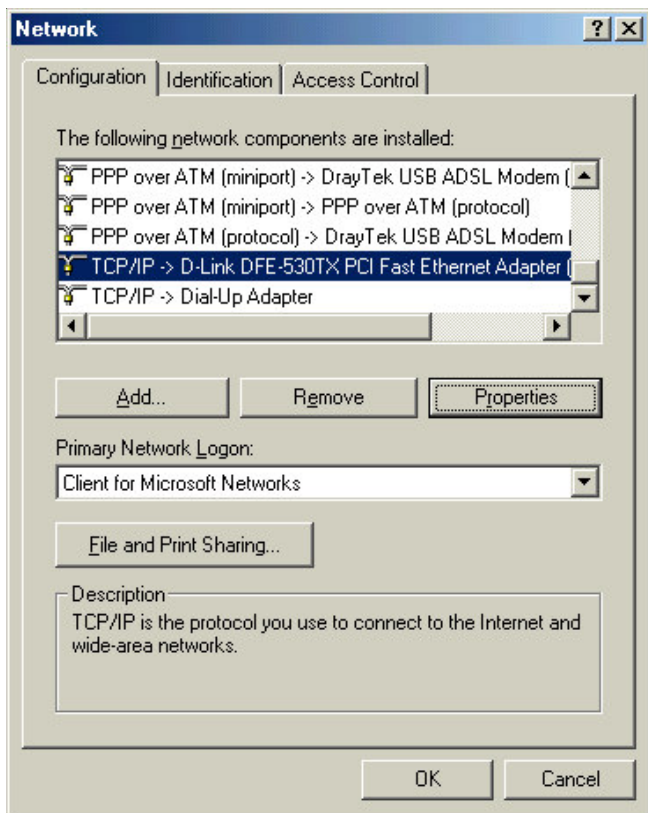 Network
Configuration Identification Access Control
The following network components are installed:
PPP over ATM (miniport) -> DrayTek USB ADSL Modem (
PPP over ATM (miniport) -> PPP over ATM (protocol)
PPP over ATM (protocol) -> DrayTek USB ADSL Modem (
TCP/IP -> D-Link DFE-530TX PCI Fast Ethernet Adapter (
TCP/IP -> Dial-Up Adapter
Add... Remove Properties
Primary Network Logon:
Client for Microsoft Networks
File and Print Sharing...
Description
TCP/IP is the protocol you use to connect to the Internet and
wide-area networks.
OK Cancel